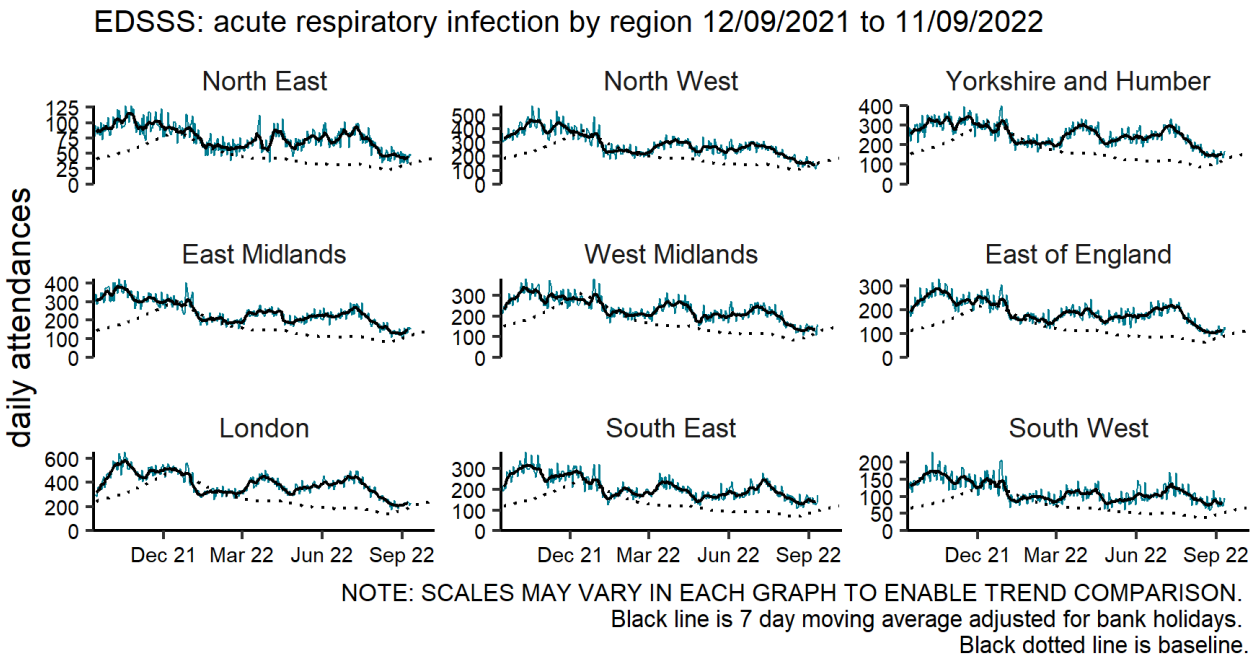 EDSSS: acute respiratory infection by region 12/09/2021 to 11/09/2022
daily attendances
North East
125
100
75
50
25
0
North West
500
400
300
200
100
0
Yorkshire and Humber
400
300
200
100
0
East Midlands
400
300
200
100
0
West Midlands
300
200
100
0
East of England
300
200
100
0
London
600
400
200
0
Dec 21 Mar 22 Jun 22 Sep 22
South East
300
200
100
0
Dec 21 Mar 22 Jun 22 Sep 22
South West
200
150
100
50
0
Dec 21 Mar 22 Jun 22 Sep 22
NOTE: SCALES MAY VARY IN EACH GRAPH TO ENABLE TREND COMPARISON.
Black line is 7 day moving average adjusted for bank holidays.
Black dotted line is baseline.